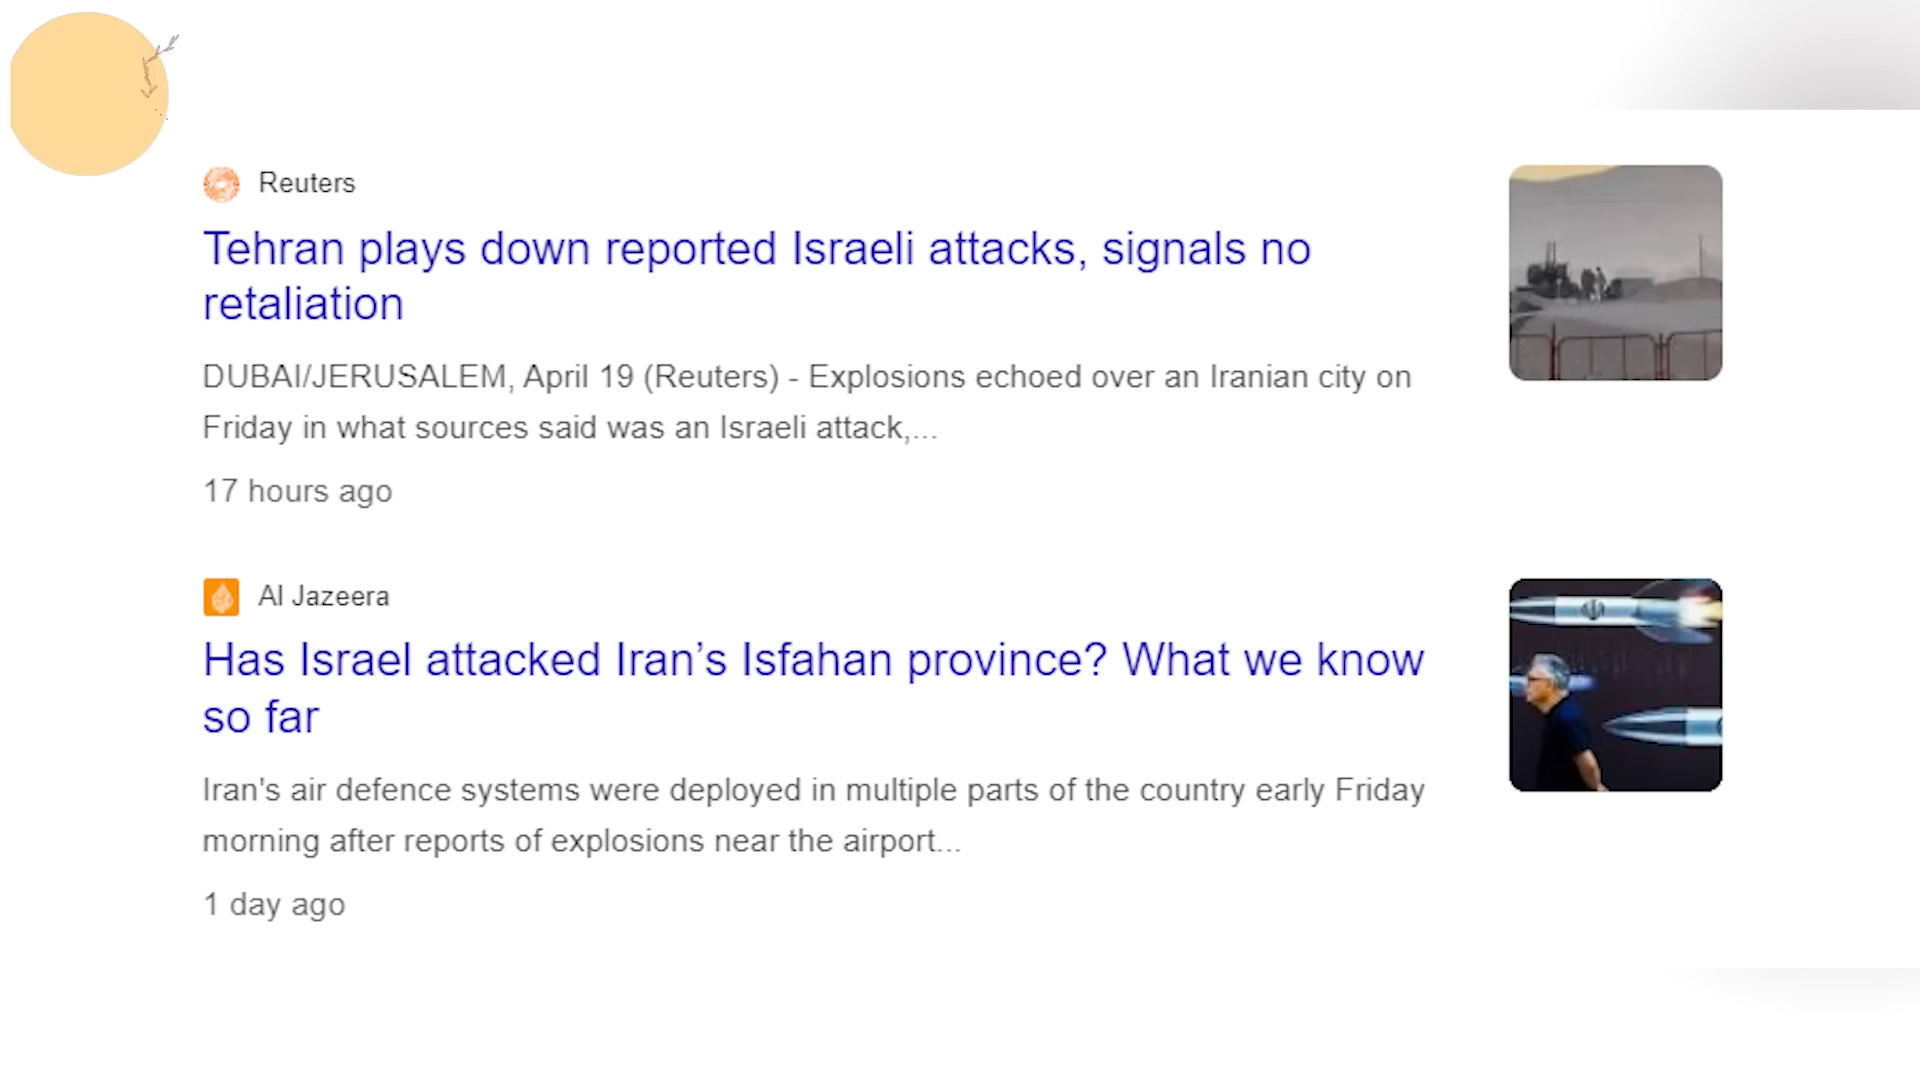 Reuters
Tehran plays down reported Israeli attacks, signals no
retaliation
DUBAI/JERUSALEM, April 19 (Reuters) - Explosions echoed over an Iranian city on
Friday in what sources said was an Israeli attack,...
17 hours ago
Al Jazeera
Has Israel attacked Iran’s Isfahan province? What we know
so far
Iran's air defence systems were deployed in multiple parts of the country early Friday
morning after reports of explosions near the airport...
1 day ago